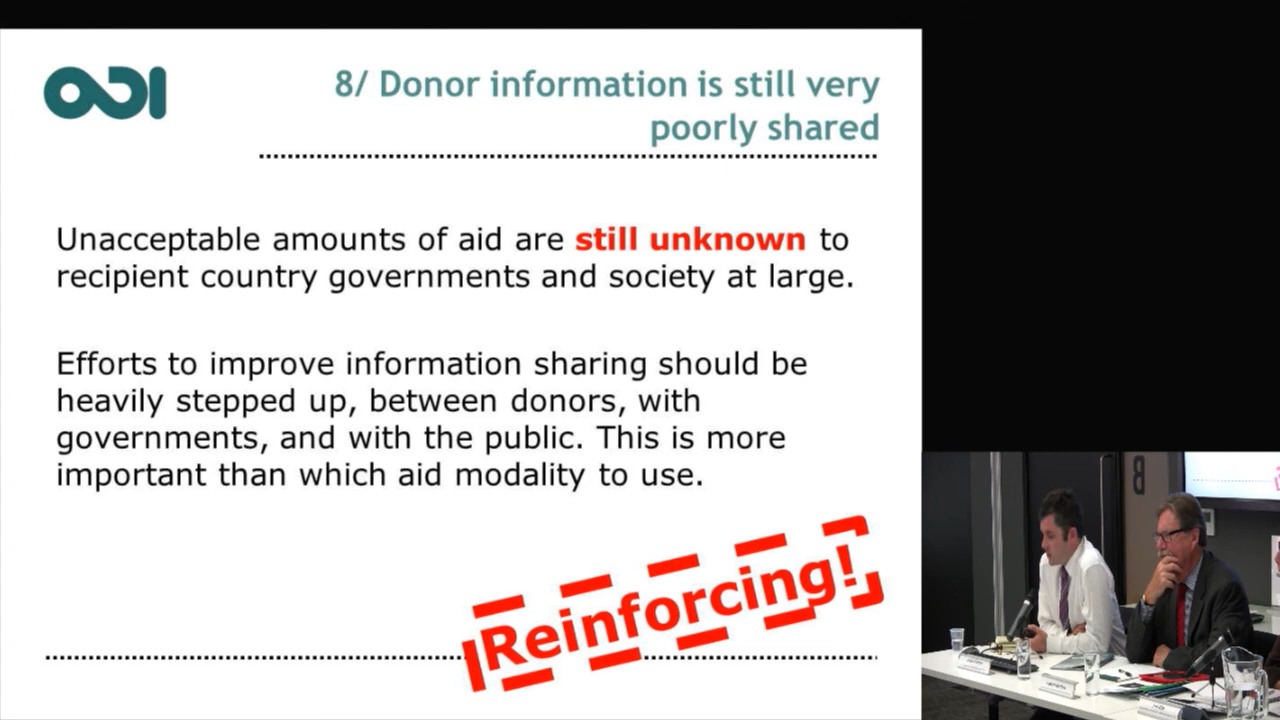 ODI
8/ Donor information is still very
poorly shared
Unacceptable amounts of aid are still unknown to
recipient country governments and society at large.
Efforts to improve information sharing should be
heavily stepped up, between donors, with
governments, and with the public. This is more
important than which aid modality to use.
Reinforcing!